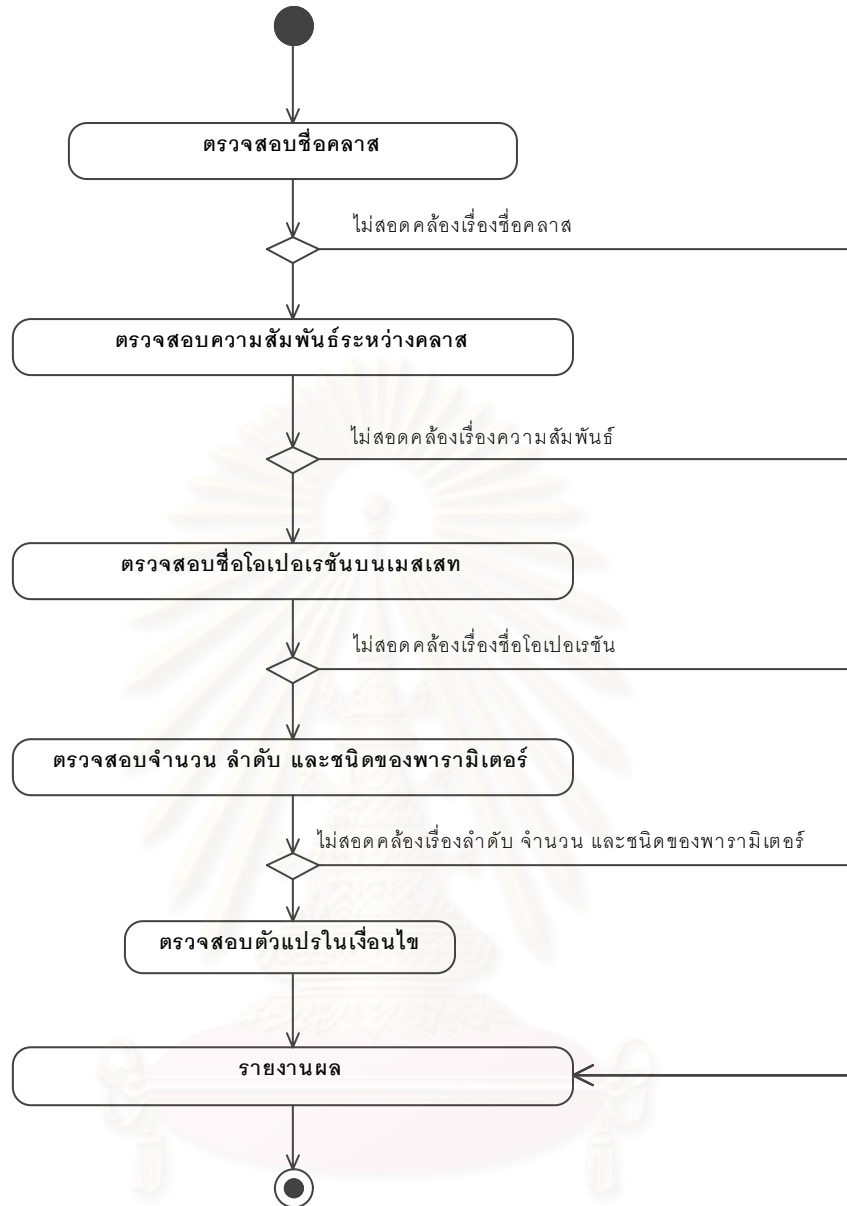 ตรวจสอบชื่อคลาส
ไม่สอดคล้องเรื่องชื่อคลาส
ตรวจสอบความสัมพันธ์ระหว่างคลาส
ไม่สอดคล้องเรื่องความสัมพันธ์
ตรวจสอบชื่อโอเปอเรชันบนเมสเสท
ไม่สอดคล้องเรื่องชื่อโอเปอเรชัน
ตรวจสอบจำนวน ลำดับ และชนิดของพารามิเตอร์
ไม่สอดคล้องเรื่องลำดับ จำนวน และชนิดของพารามิเตอร์
ตรวจสอบตัวแปรในเงื่อนไข
รายงานผล